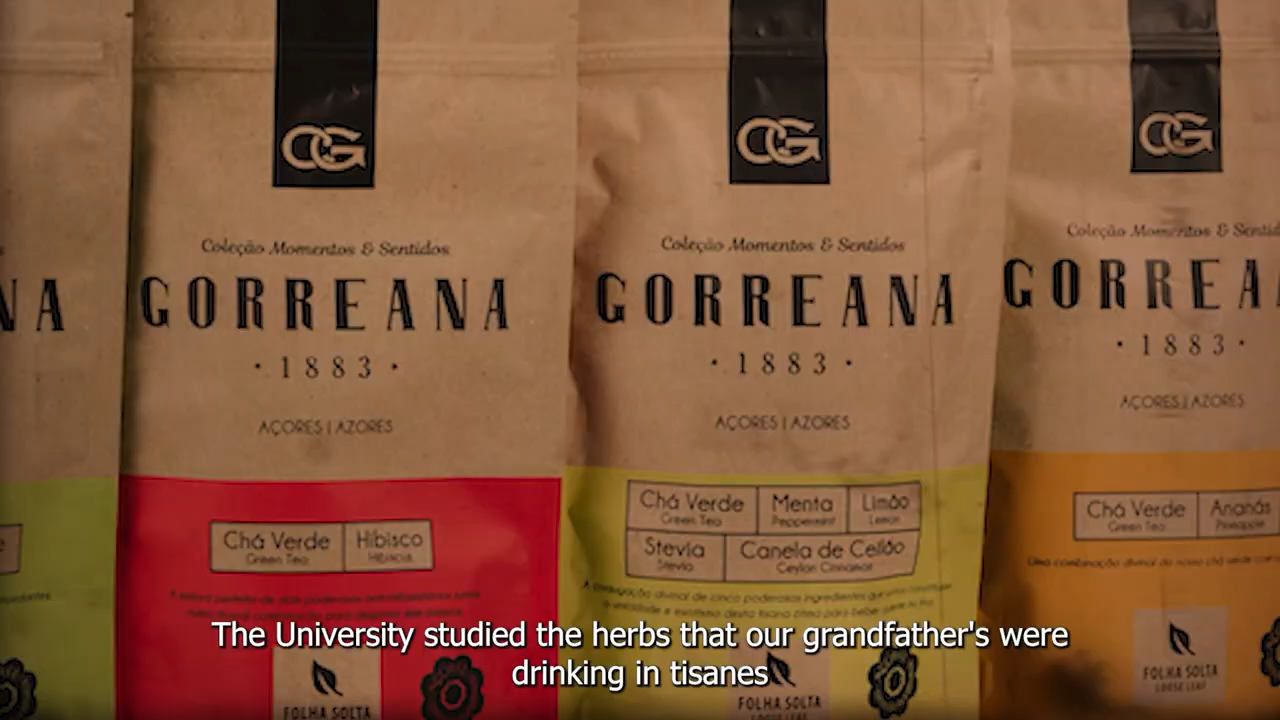 CG
CG
CG
Coleção Momentos & Sentidos
GORREANA
· 1883 ·
AÇORES | AZORES
Chá Verde
Green Tea
Hibisco
Hibiscus
FOLHA SOLTA
Coleção Momentos & Sentidos
GORREANA
· 1883 ·
AÇORES | AZORES
Chá Verde
Green Tea
Menta
Peppermint
Limão
Lemon
Stevia
Stevia
Canela de Ceilão
Ceylon Cinnamon
FOLHA SOLTA
LOOSE LEAF
Coleção Momentos & Sentid
GORREA
· 1883 ·
AÇORES | AZORES
Chá Verde
Green Tea
Ananás
Pineapple
FOLHA SOLTA
LOOSE LEAF
NA
The University studied the herbs that our grandfather's were
drinking in tisanes